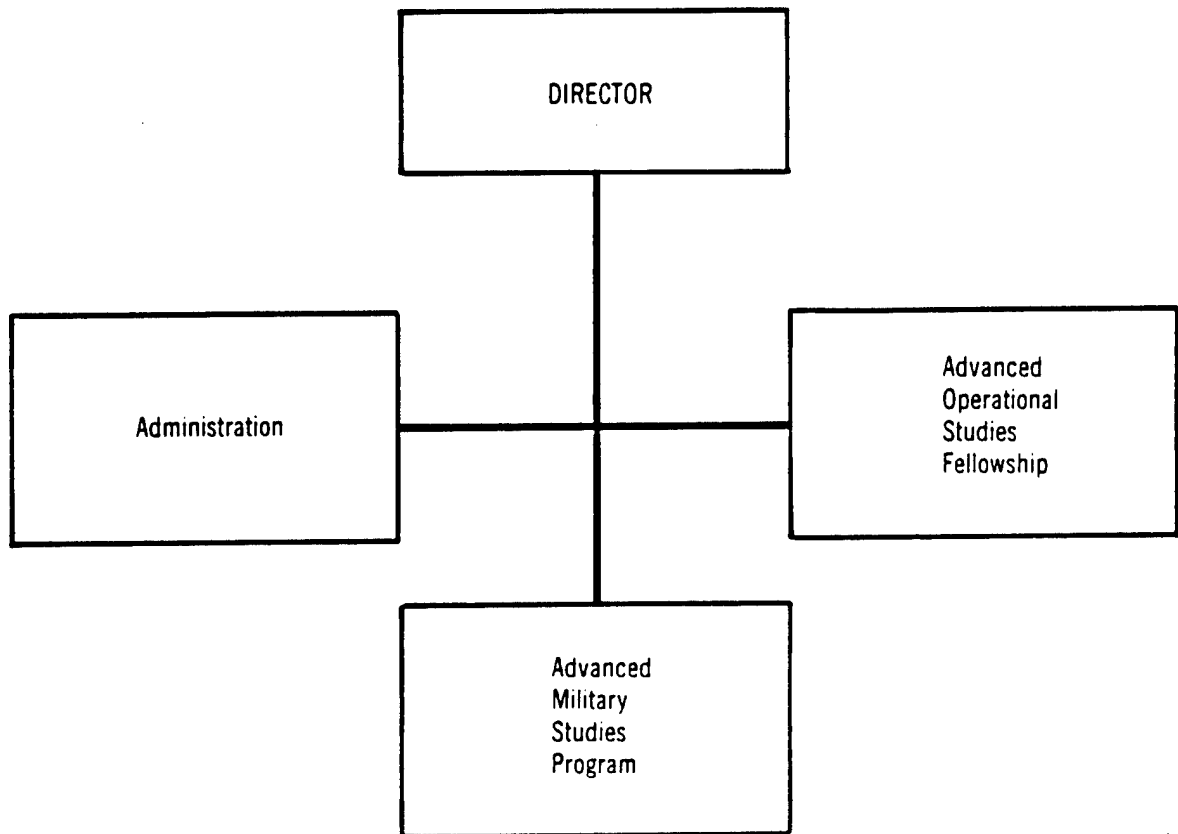 DIRECTOR
Administration
Advanced
Operational
Studies
Fellowship
Advanced
Military
Studies
Program